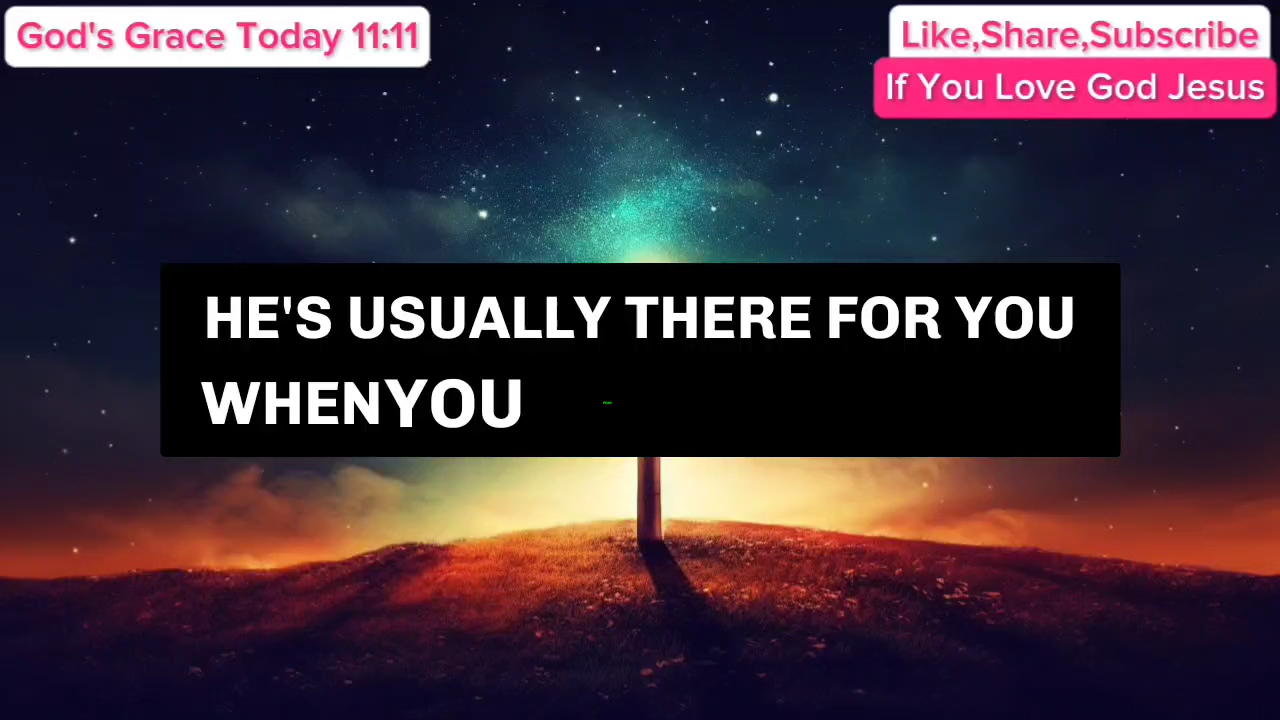 God's Grace Today 11:11
Like,Share,Subscribe
If You Love God Jesus
HE'S USUALLY THERE FOR YOU
WHENYOU